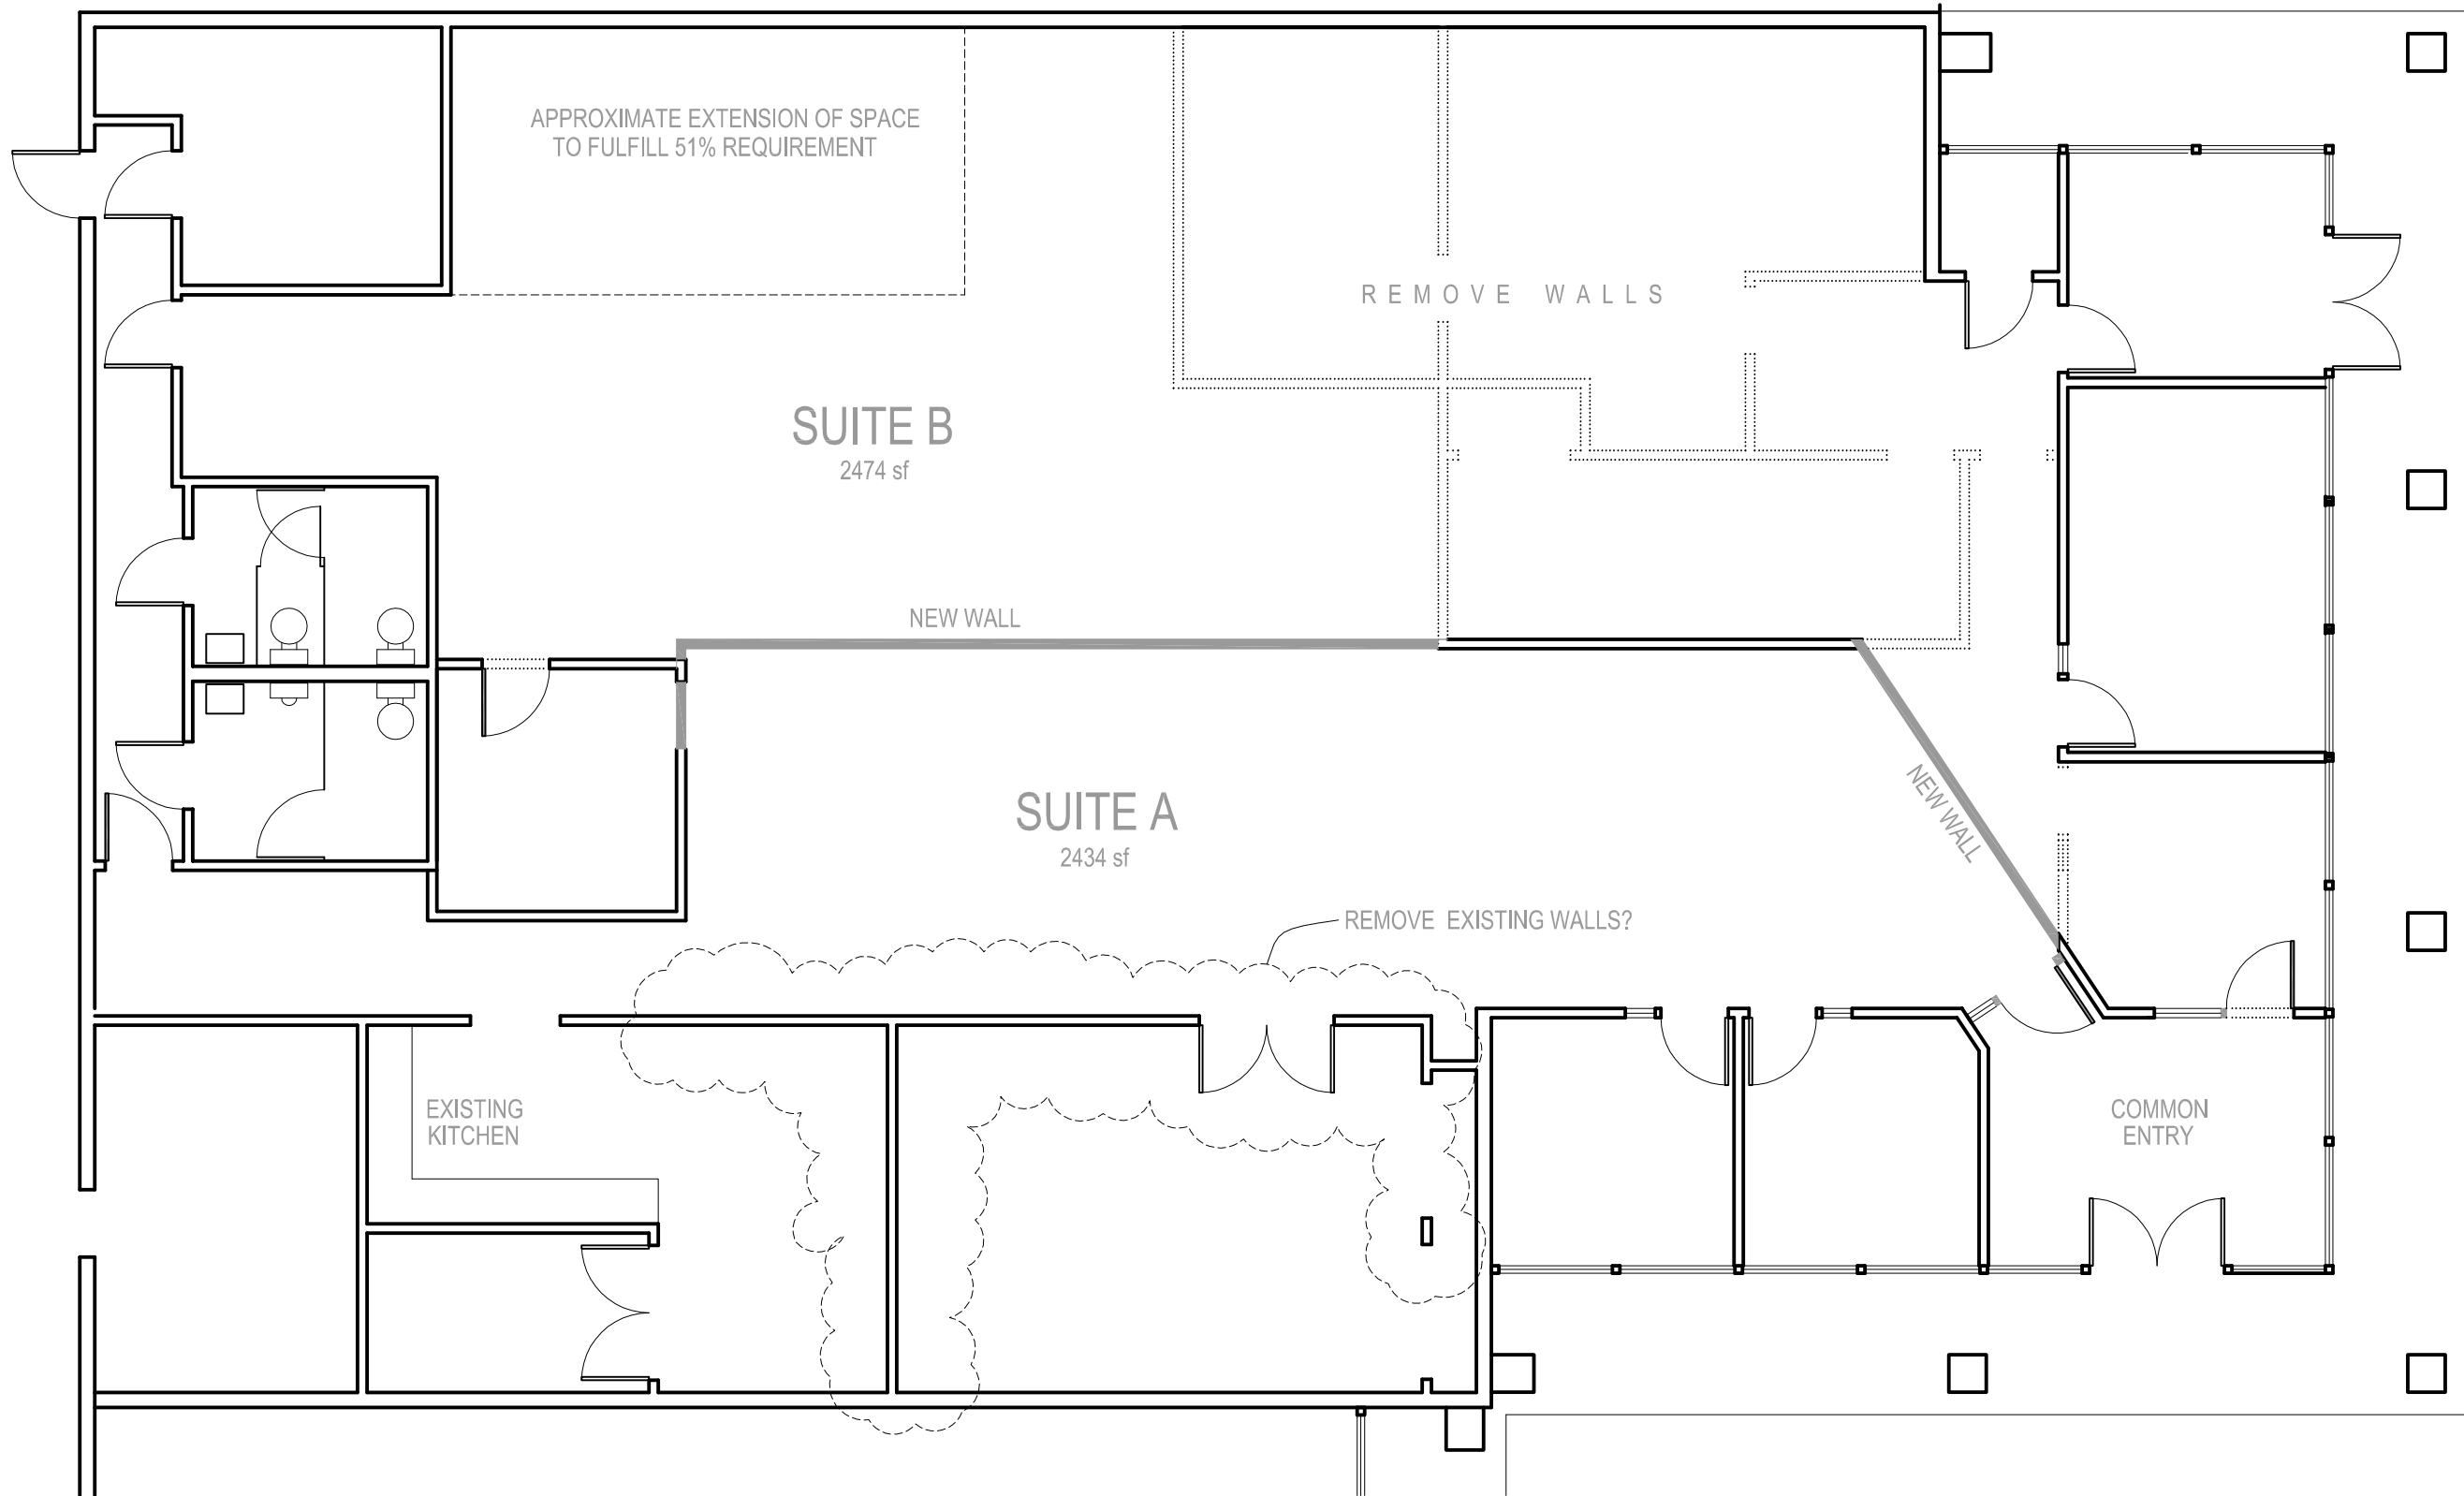 APPROXIMATE EXTENSION OF SPACE
TO FULFILL 51% REQUIREMENT
REMOVE WALLS
SUITE B
2474 sf
NEW WALL
NEW WALL
SUITE A
2434 sf
REMOVE EXISTING WALLS?
EXISTING
KITCHEN
COMMON
ENTRY